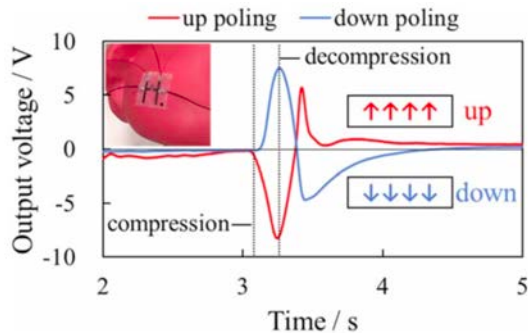 up poling down poling
Output voltage / V
10
5
0
-5
-10
decompression
compression
↑↑↑↑ up
↓↓↓↓ down
2 3 4 5
Time / s